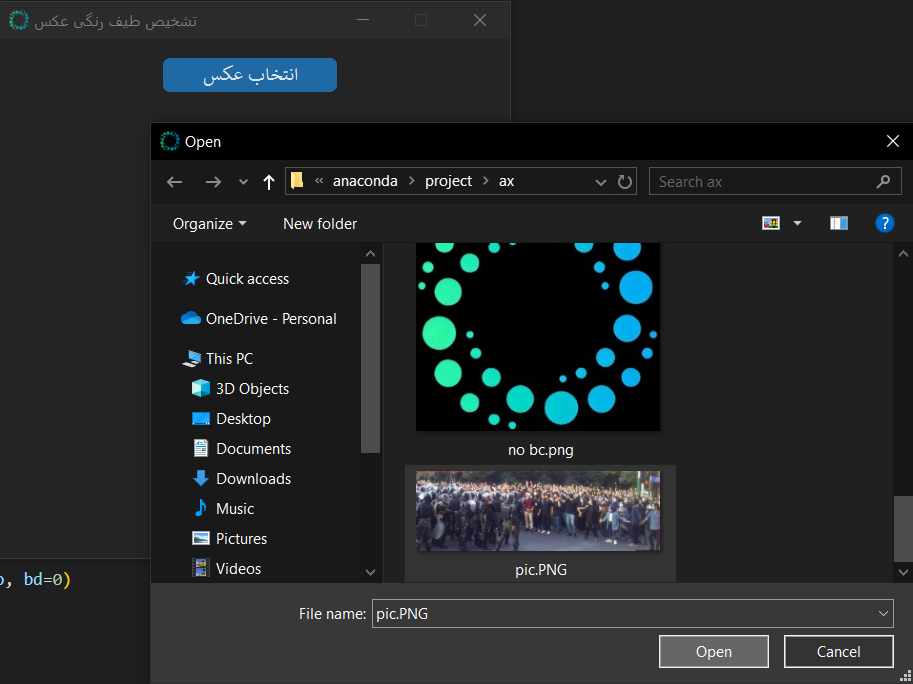 تشخیص طیف رنگی عکس
انتخاب عکس
Open
« anaconda > project > ax
Search ax
Organize
New folder
?
Quick access
OneDrive - Personal
This PC
3D Objects
Desktop
Documents
Downloads
Music
Pictures
Videos
no bc.png
pic.PNG
, bd=0)
File name: pic.PNG
Open
Cancel